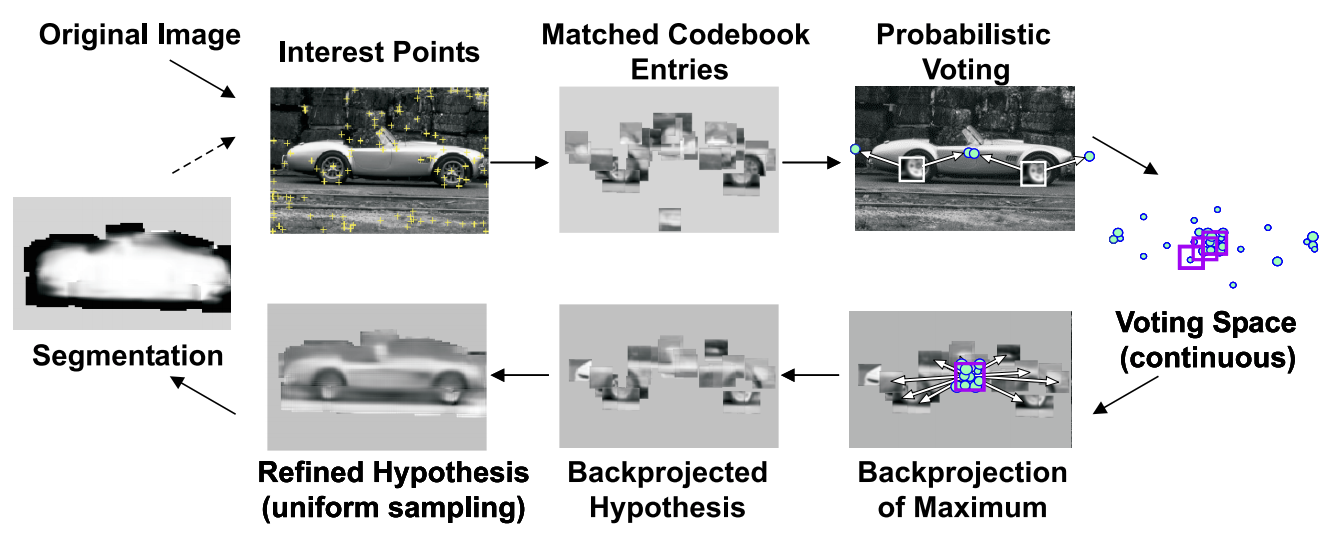 Original Image
Interest Points
Matched Codebook
Entries
Probabilistic
Voting
Voting Space
(continuous)
Segmentation
Refined Hypothesis
(uniform sampling)
Backprojected
Hypothesis
Backprojection
of Maximum